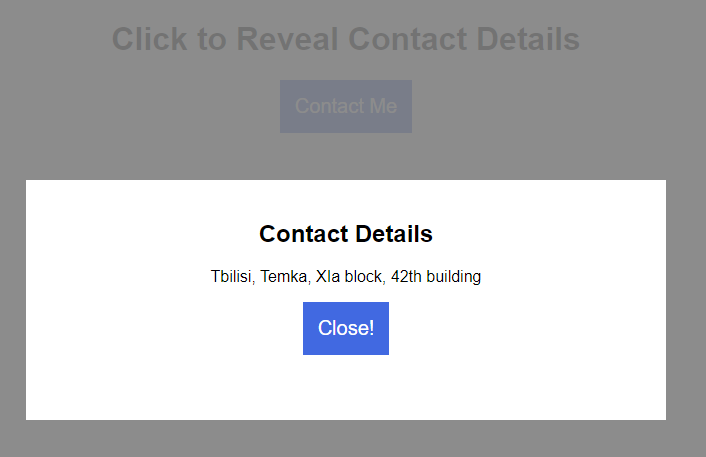 Click to Reveal Contact Details
Contact Me
Contact Details
Tbilisi, Temka, XIa block, 42th building
Close!